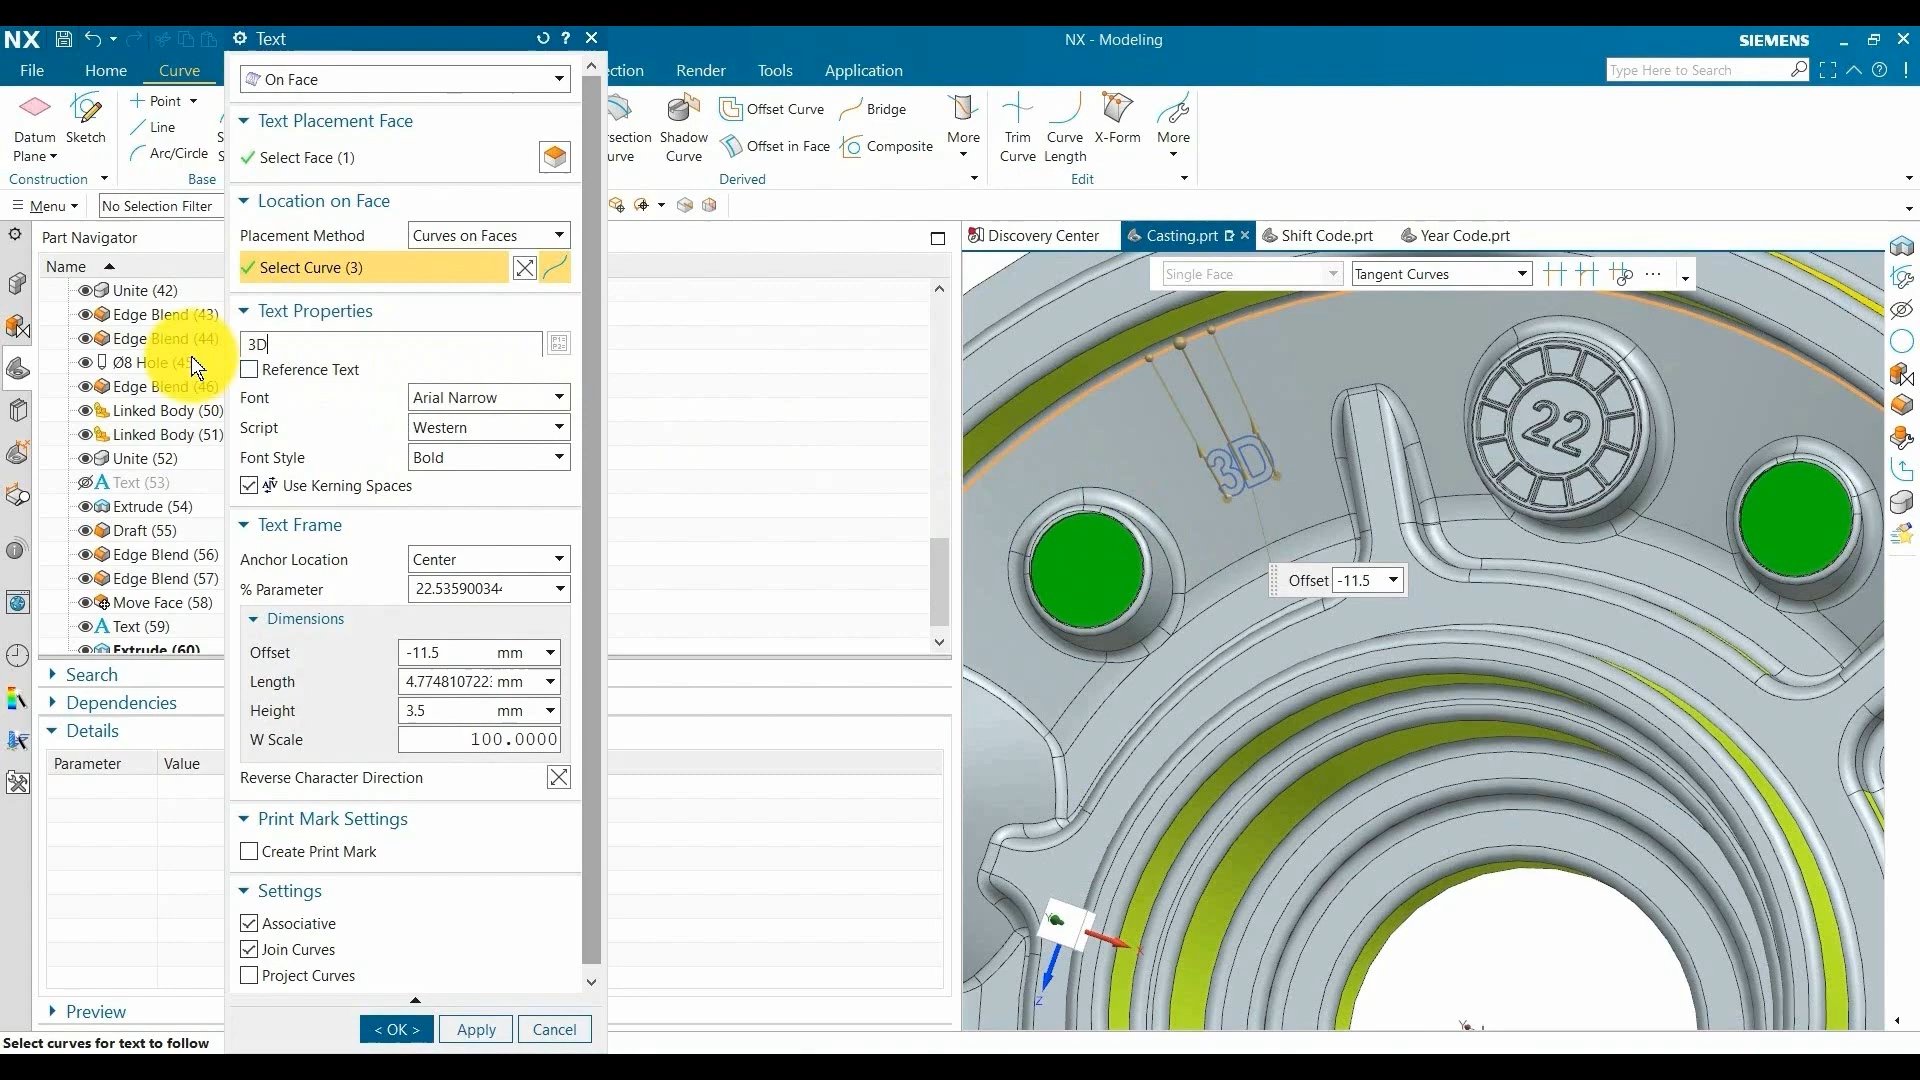 NX
Text
NX - Modeling
SIEMENS
File
Home
Curve
ction
Render
Tools
Application
Type Here to Search
Datum
Plane
Sketch
Point
Line
Arc/Circle
Construction
Base
rsection
urve
Shadow
Curve
Offset Curve
Offset in Face
Bridge
Composite
More
Derived
Trim
Curve
Curve
Length
X-Form
More
Edit
Menu
No Selection Filter
On Face
Text Placement Face
Select Face (1)
Location on Face
Placement Method
Curves on Faces
Select Curve (3)
Text Properties
3D
Reference Text
Font
Arial Narrow
Script
Western
Font Style
Bold
Use Kerning Spaces
Text Frame
Anchor Location
Center
% Parameter
22.53590034
Dimensions
Offset
-11.5 mm
Length
4.774810722 mm
Height
3.5 mm
W Scale
100.0000
Reverse Character Direction
Print Mark Settings
Create Print Mark
Settings
Associative
Join Curves
Project Curves
< OK >
Apply
Cancel
Part Navigator
Name
Unite (42)
Edge Blend (43)
Edge Blend (44)
Ø8 Hole
Edge Blend (46)
Linked Body (50)
Linked Body (51)
Unite (52)
Text (53)
Extrude (54)
Draft (55)
Edge Blend (56)
Edge Blend (57)
Move Face (58)
Text (59)
Extrude (60)
Search
Dependencies
Details
Parameter
Value
Preview
Select curves for text to follow
Discovery Center
Casting.prt
Shift Code.prt
Year Code.prt
Single Face
Tangent Curves
3D
22
Offset -11.5
X
Y
Z